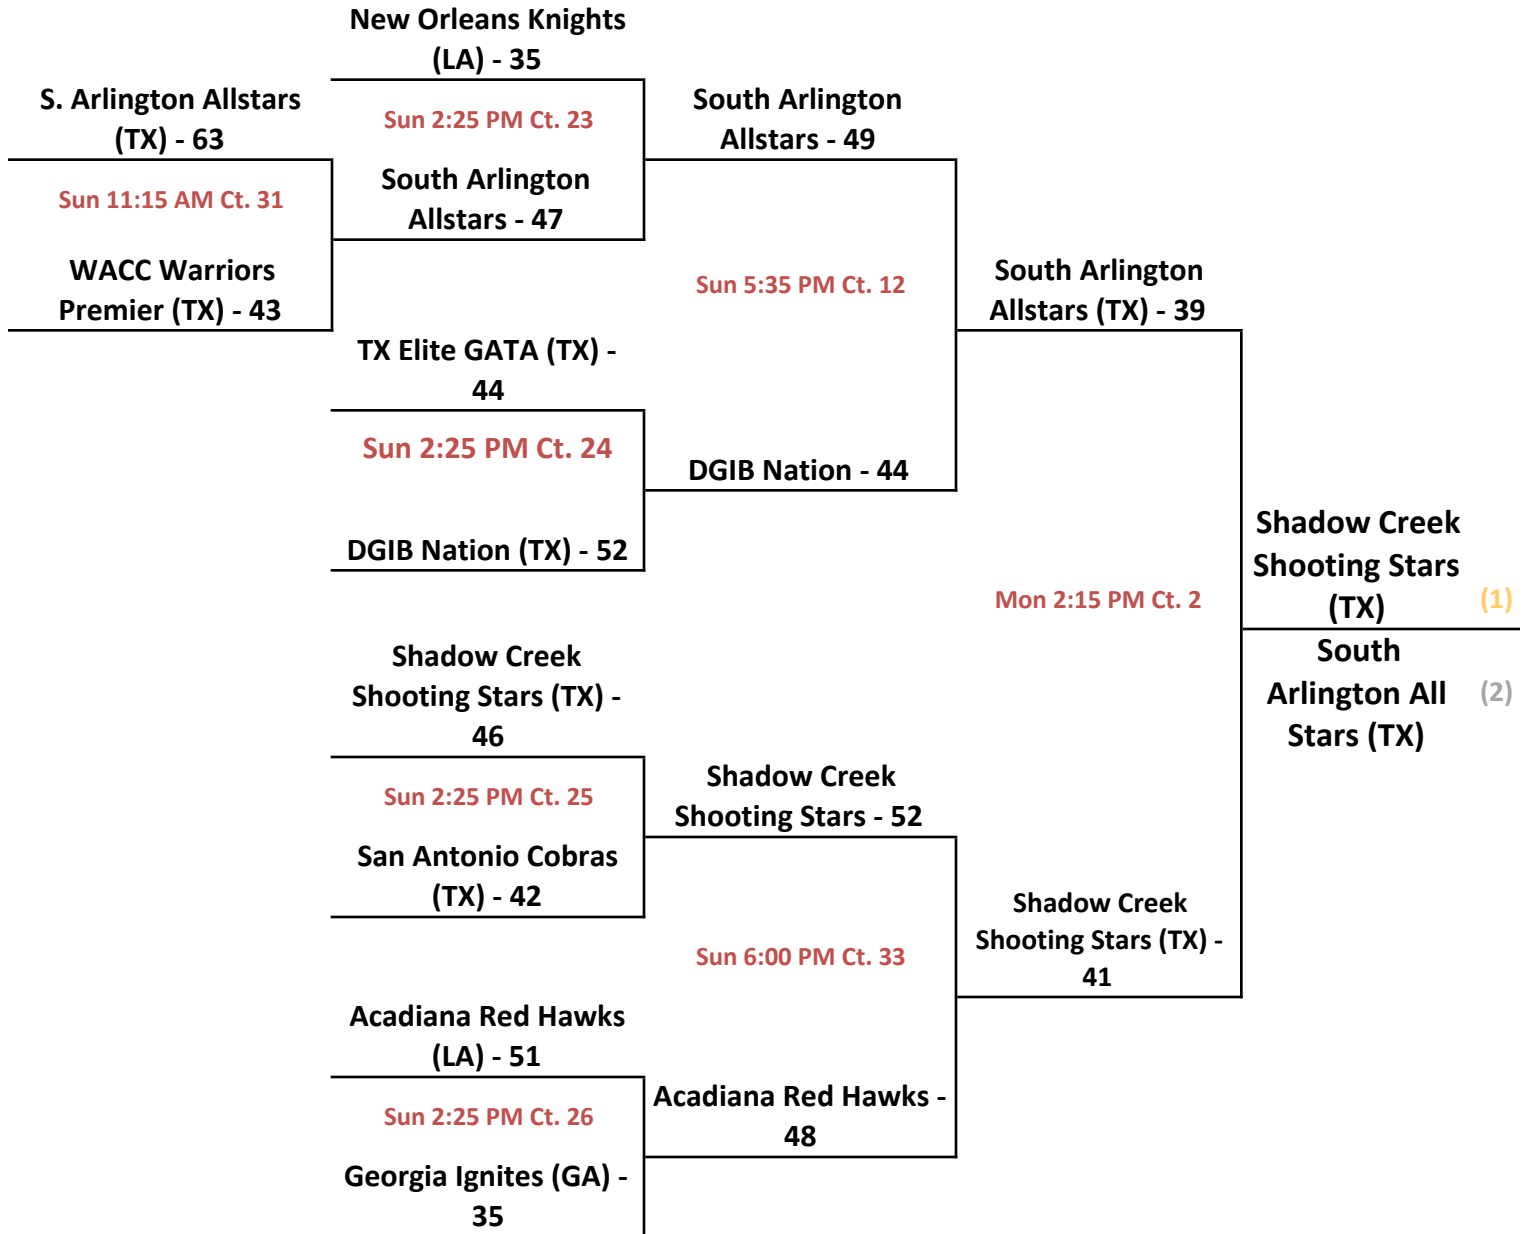 New Orleans Knights
(LA) - 35
S. Arlington Allstars
(TX) - 63
Sun 2:25 PM Ct. 23
South Arlington
Allstars - 49
Sun 11:15 AM Ct. 31
South Arlington
Allstars - 47
WACC Warriors
Premier (TX) - 43
Sun 5:35 PM Ct. 12
South Arlington
Allstars (TX) - 39
TX Elite GATA (TX) -
44
Sun 2:25 PM Ct. 24
DGIB Nation - 44
DGIB Nation (TX) - 52
Shadow Creek
Shooting Stars
(TX) (1)
Mon 2:15 PM Ct. 2
South
Arlington All (2)
Stars (TX)
Shadow Creek
Shooting Stars (TX) -
46
Sun 2:25 PM Ct. 25
Shadow Creek
Shooting Stars - 52
San Antonio Cobras
(TX) - 42
Sun 6:00 PM Ct. 33
Shadow Creek
Shooting Stars (TX) -
41
Acadiana Red Hawks
(LA) - 51
Sun 2:25 PM Ct. 26
Acadiana Red Hawks -
48
Georgia Ignites (GA) -
35